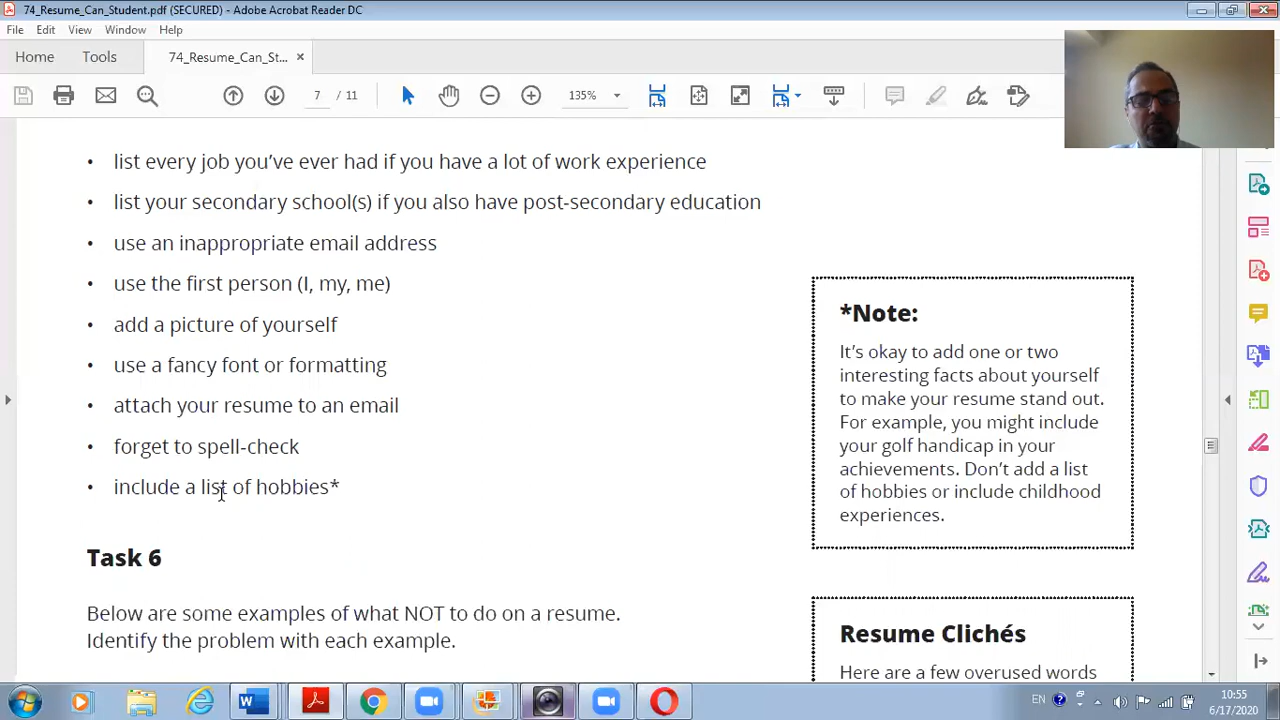 74_Resume_Can_Student.pdf (SECURED) - Adobe Acrobat Reader DC
File Edit View Window Help
Home Tools 74_Resume_Can_St... ×
7 / 11 135%
• list every job you've ever had if you have a lot of work experience
• list your secondary school(s) if you also have post-secondary education
• use an inappropriate email address
• use the first person (I, my, me)
• add a picture of yourself
• use a fancy font or formatting
• attach your resume to an email
• forget to spell-check
• include a list of hobbies*
*Note:
It's okay to add one or two
interesting facts about yourself
to make your resume stand out.
For example, you might include
your golf handicap in your
achievements. Don't add a list
of hobbies or include childhood
experiences.
Task 6
Below are some examples of what NOT to do on a resume.
Identify the problem with each example.
Resume Clichés
Here are a few overused words
EN
10:55
6/17/2020